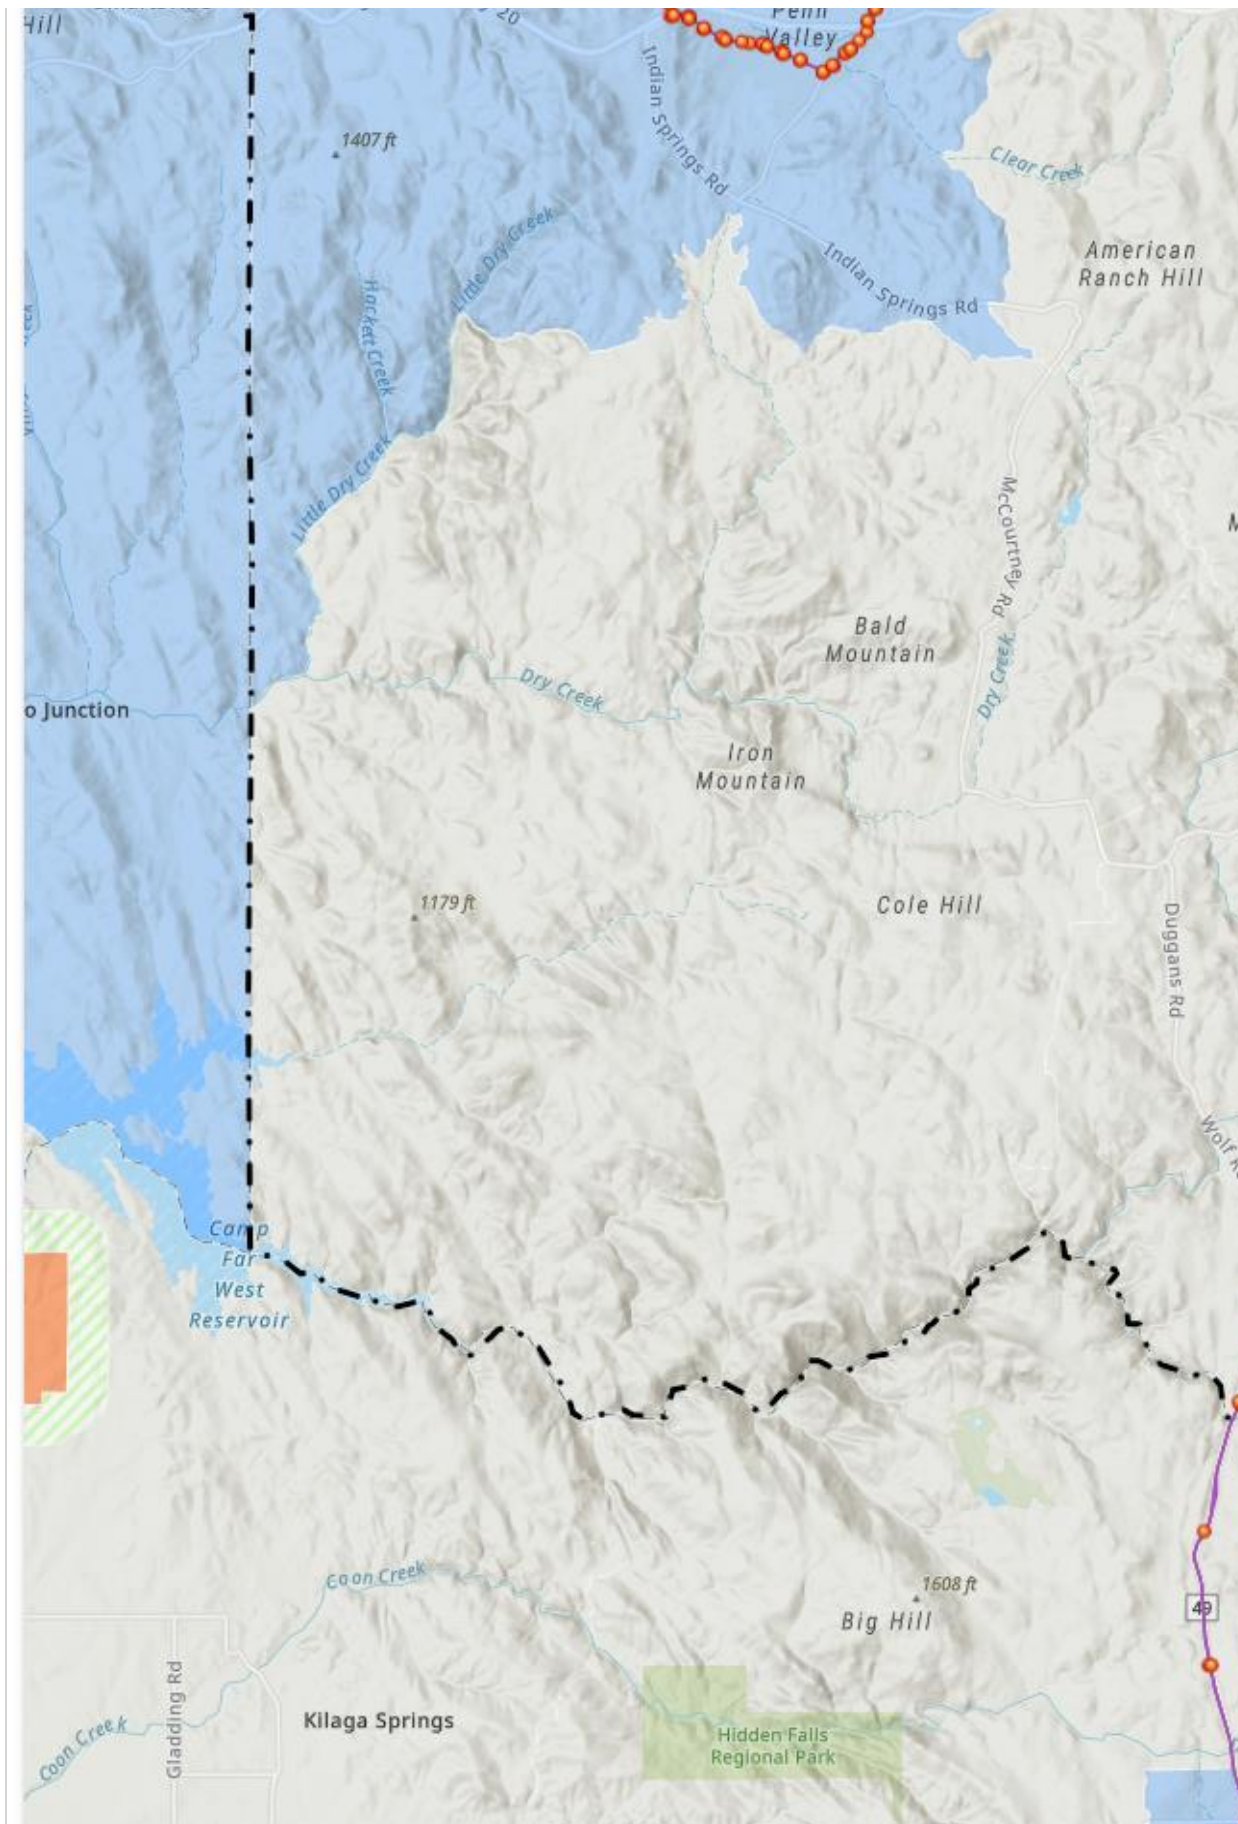 Hill
20
Penn
Valley
Indian Springs Rd
1407 ft
Clear Creek
Little Dry Creek
American
Ranch Hill
Indian Springs Rd
Hackett Creek
Little Dry Creek
McCourtney Rd
Bald
Mountain
Dry Creek
Dry Creek
o Junction
Iron
Mountain
1179 ft
Cole Hill
Duggans Rd
Wolf
Camp
Far
West
Reservoir
Coon Creek
1608 ft
49
Big Hill
Gladding Rd
Kilaga Springs
Coon Creek
Hidden Falls
Regional Park